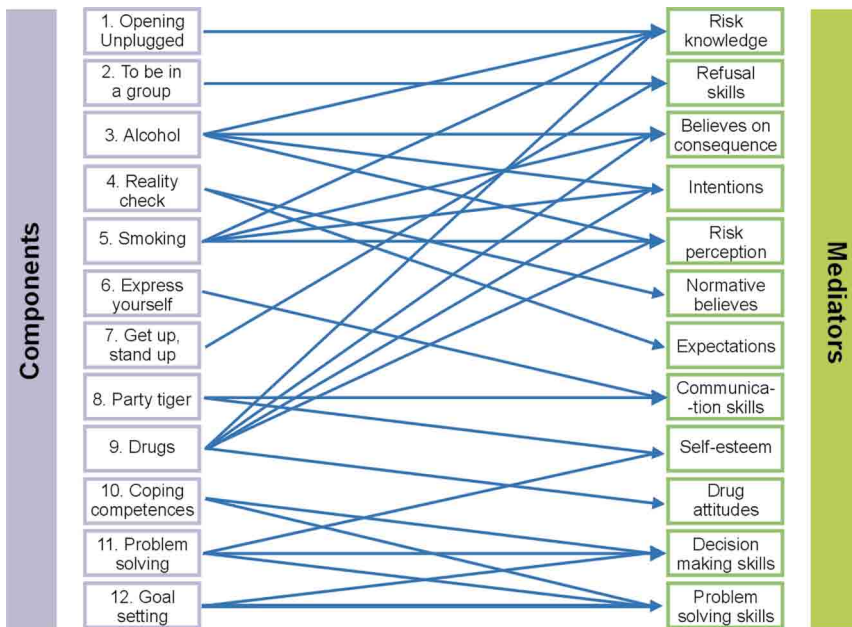 Components
1. Opening
Unplugged
2. To be in
a group
3. Alcohol
4. Reality
check
5. Smoking
6. Express
yourself
7. Get up,
stand up
8. Party tiger
9. Drugs
10. Coping
competences
11. Problem
solving
12. Goal
setting
Risk
knowledge
Refusal
skills
Believes on
consequence
Intentions
Risk
perception
Normative
believes
Expectations
Communica-
-tion skills
Self-esteem
Drug
attitudes
Decision
making skills
Problem
solving skills
Mediators